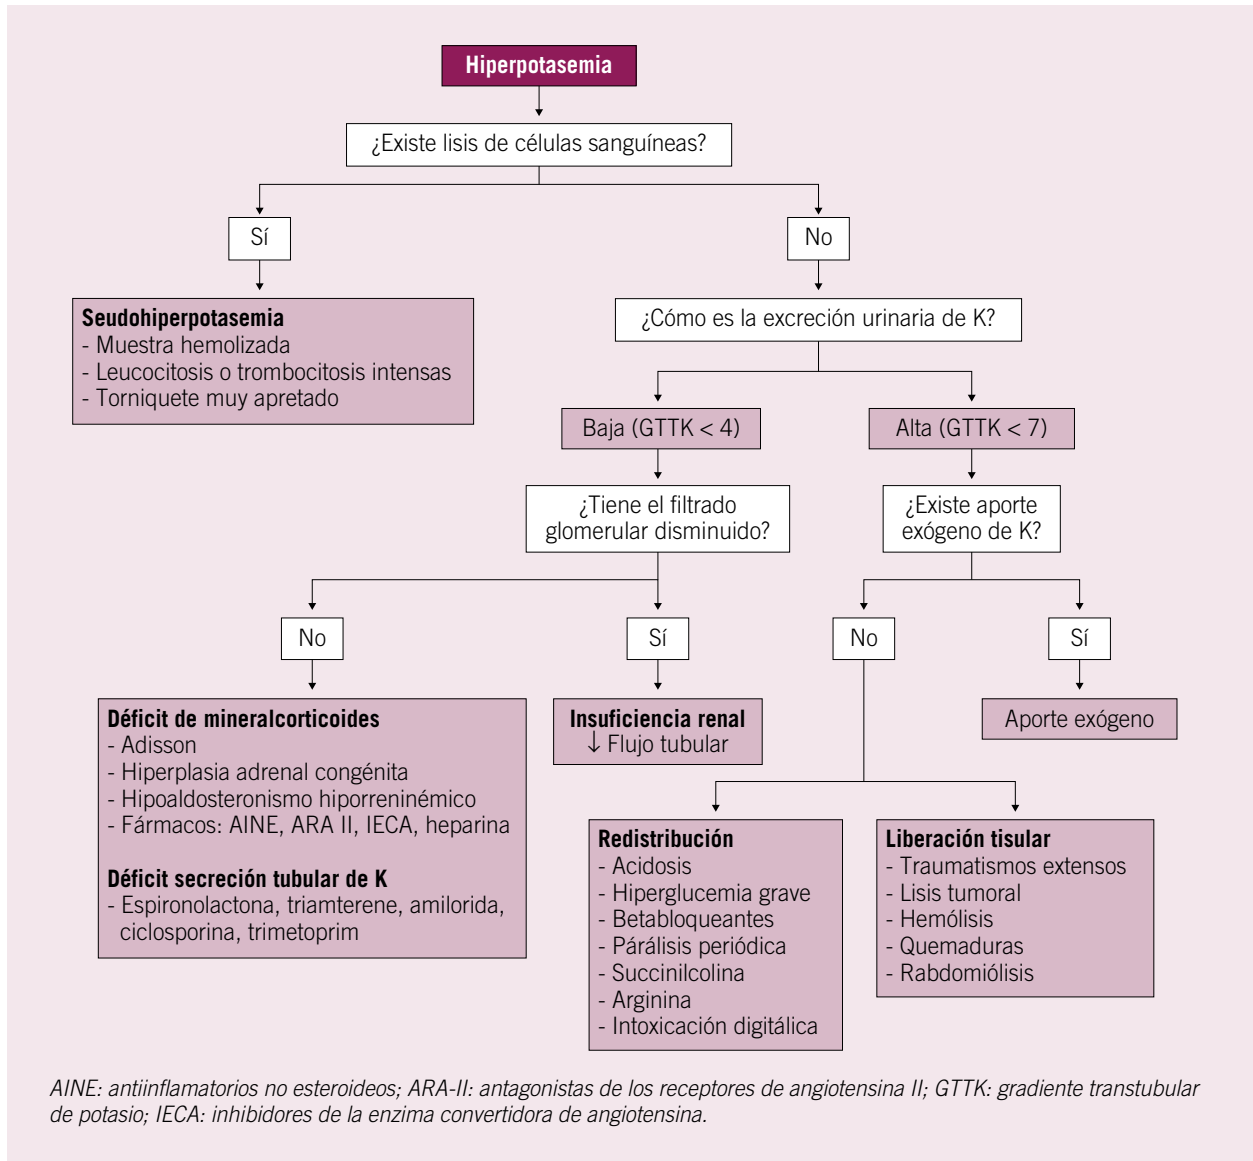 Hiperpotasemia
¿Existe lisis de células sanguíneas?
Sí
No
Seudohiperpotasemia
- Muestra hemolizada
- Leucocitosis o trombocitosis intensas
- Torniquete muy apretado
¿Cómo es la excreción urinaria de K?
Baja (GTTK < 4)
Alta (GTTK < 7)
¿Tiene el filtrado
glomerular disminuido?
¿Existe aporte
exógeno de K?
No
Sí
No
Sí
Déficit de mineralcorticoides
- Adisson
- Hiperplasia adrenal congénita
- Hipoaldosteronismo hiporreninémico
- Fármacos: AINE, ARA II, IECA, heparina
Déficit secreción tubular de K
- Espironolactona, triamterene, amilorida,
ciclosporina, trimetoprim
Insuficiencia renal
↓ Flujo tubular
Aporte exógeno
Redistribución
- Acidosis
- Hiperglucemia grave
- Betabloqueantes
- Párálisis periódica
- Succinilcolina
- Arginina
- Intoxicación digitálica
Liberación tisular
- Traumatismos extensos
- Lisis tumoral
- Hemólisis
- Quemaduras
- Rabdomiólisis
AINE: antiinflamatorios no esteroideos; ARA-II: antagonistas de los receptores de angiotensina II; GTTK: gradiente transtubular
de potasio; IECA: inhibidores de la enzima convertidora de angiotensina.